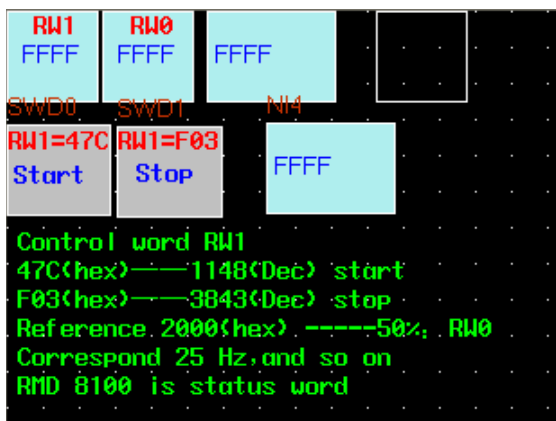 RW1 RW0
FFFF FFFF FFFF
SWD0 SWD1 NI4
RW1=47C RW1=F03
Start Stop FFFF
Control word RW1
47C(hex)——1148(Dec) start
F03(hex)——3843(Dec) stop
Reference 2000(hex) -----50%; RW0
Correspond 25 Hz,and so on
RMD 8100 is status word